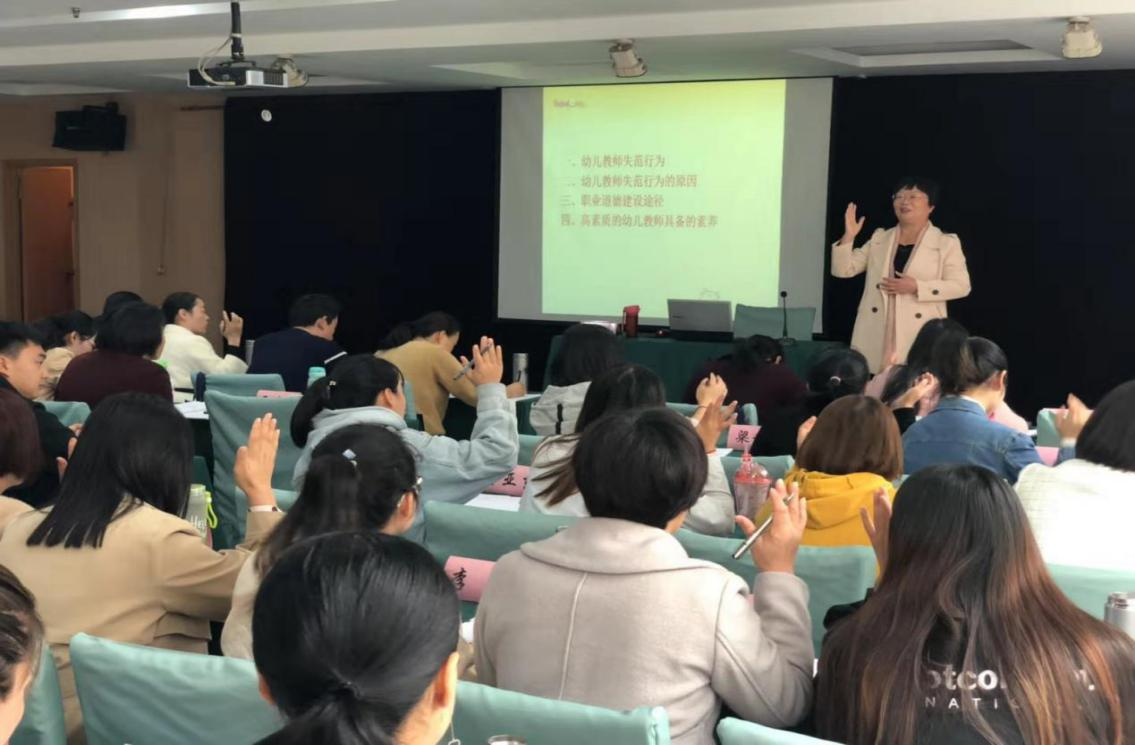 一、幼儿教师失范行为
二、幼儿教师失范行为的原因
三、职业道德建设途径
四、高素质的幼儿教师具备的素养
梁
亚
李
NATI